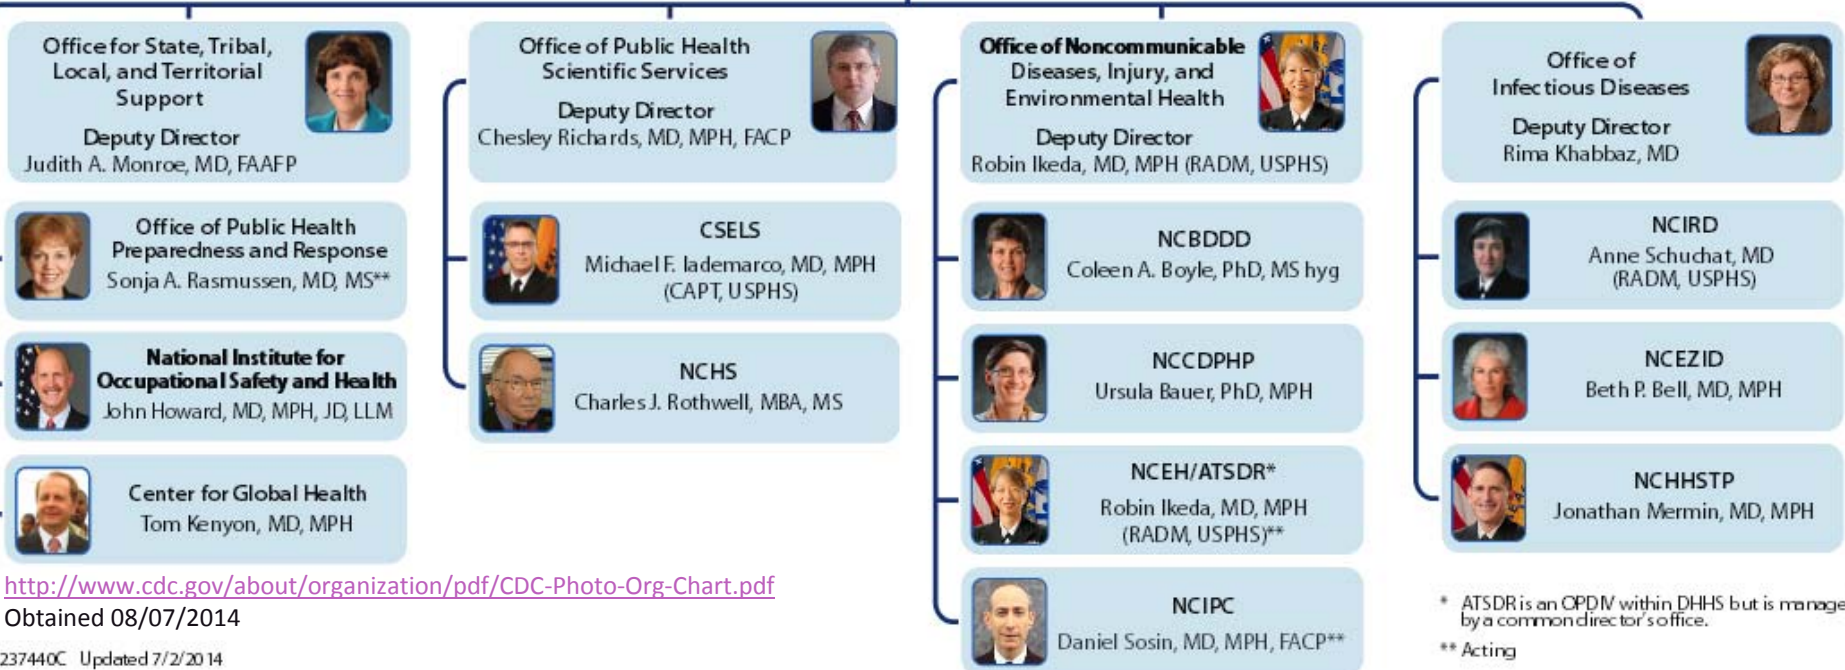 Office for State, Tribal,
Local, and Territorial
Support
Deputy Director
Judith A. Monroe, MD, FAAFP
Office of Public Health
Preparedness and Response
Sonja A. Rasmussen, MD, MS**
National Institute for
Occupational Safety and Health
John Howard, MD, MPH, JD, LLM
Center for Global Health
Tom Kenyon, MD, MPH
Office of Public Health
Scientific Services
Deputy Director
Chesley Richards, MD, MPH, FACP
CSELS
Michael F. Iademarco, MD, MPH
(CAPT, USPHS)
NCHS
Charles J. Rothwell, MBA, MS
Office of Noncommunicable
Diseases, Injury, and
Environmental Health
Deputy Director
Robin Ikeda, MD, MPH (RADM, USPHS)
NCBDDD
Coleen A. Boyle, PhD, MS hyg
NCCDPHP
Ursula Bauer, PhD, MPH
NCEH/ATSDR*
Robin Ikeda, MD, MPH
(RADM, USPHS)**
NCIPC
Daniel Sosin, MD, MPH, FACP**
Office of
Infectious Diseases
Deputy Director
Rima Khabbaz, MD
NCIRD
Anne Schuchat, MD
(RADM, USPHS)
NCEZID
Beth P. Bell, MD, MPH
NCHHSTP
Jonathan Mermin, MD, MPH
http://www.cdc.gov/about/organization/pdf/CDC-Photo-Org-Chart.pdf
Obtained 08/07/2014
237440C Updated 7/2/2014
* ATSDR is an OPDIV within DHHS but is manage
by a common director's office.
** Acting